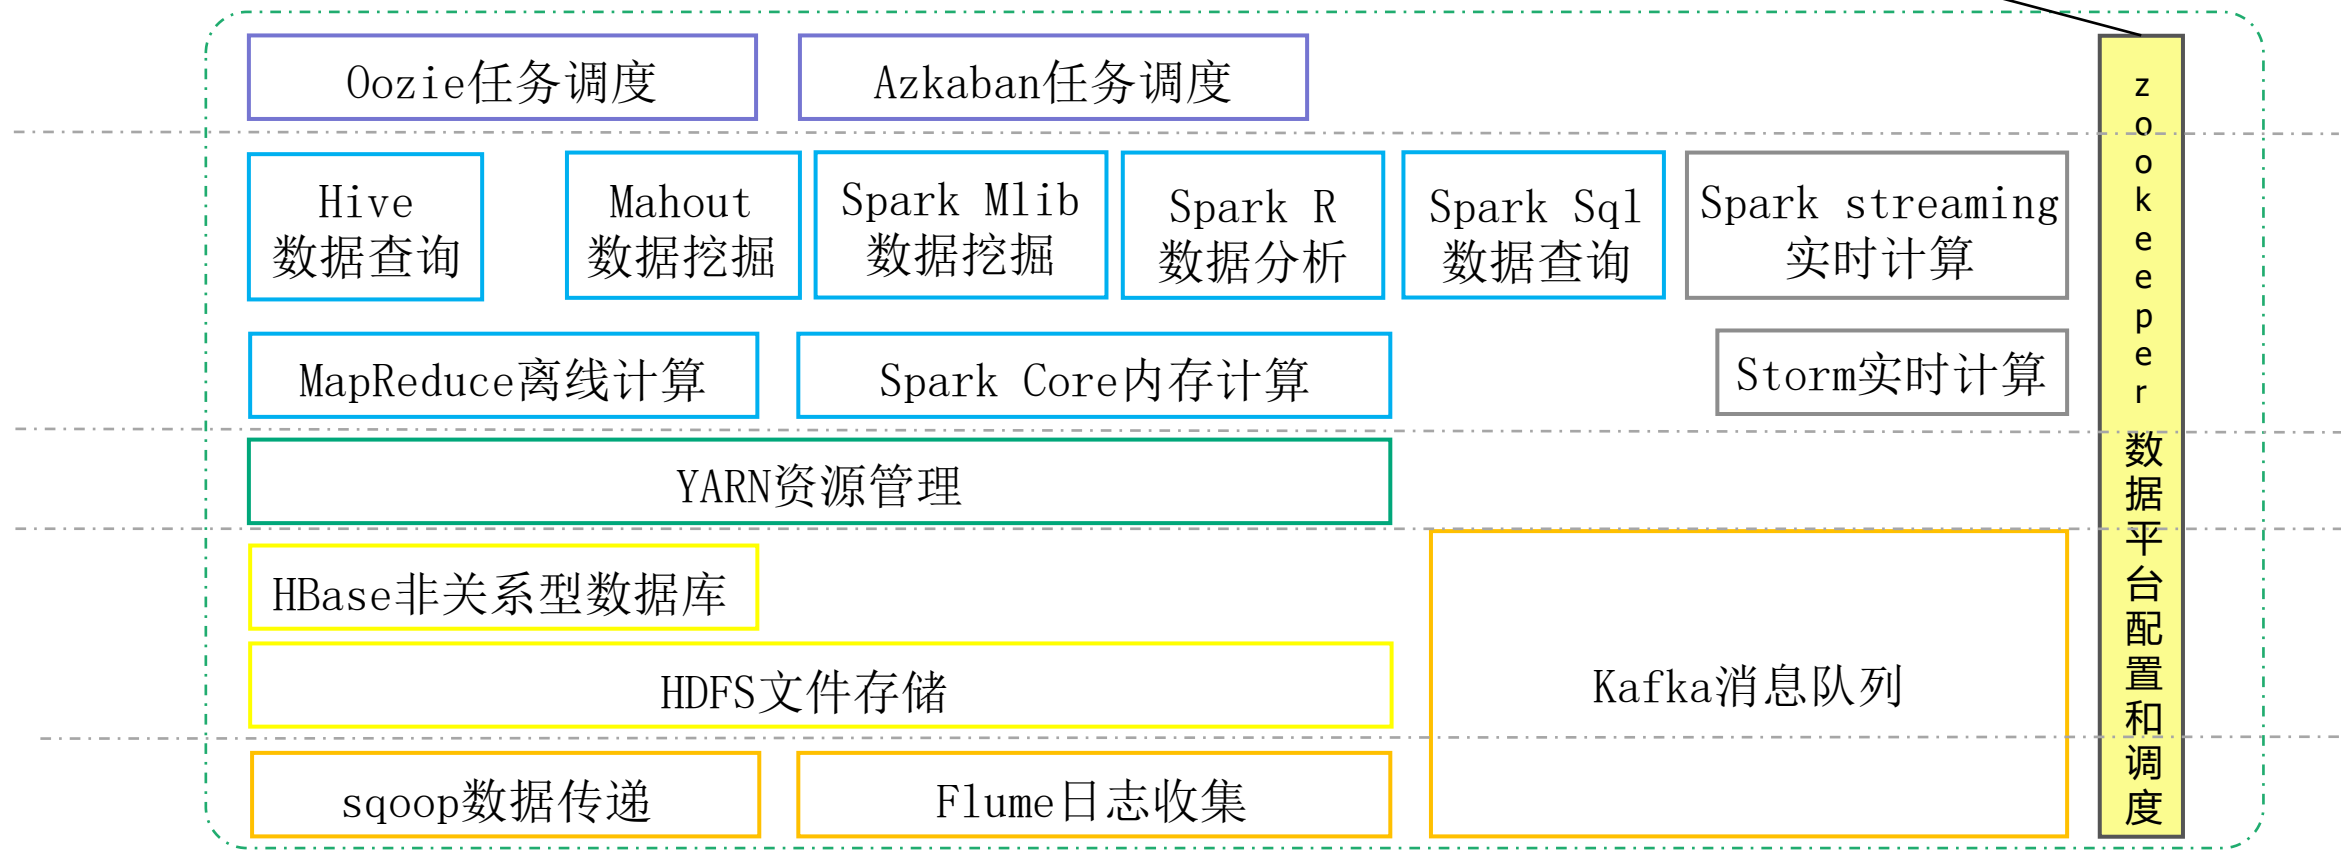 Oozie任务调度
Azkaban任务调度
Hive
数据查询
Mahout
数据挖掘
Spark Mlib
数据挖掘
Spark R
数据分析
Spark Sql
数据查询
Spark streaming
实时计算
MapReduce离线计算
Spark Core内存计算
Storm实时计算
YARN资源管理
HBase非关系型数据库
HDFS文件存储
Kafka消息队列
sqoop数据传递
Flume日志收集
zookeeper数据平台配置和调度